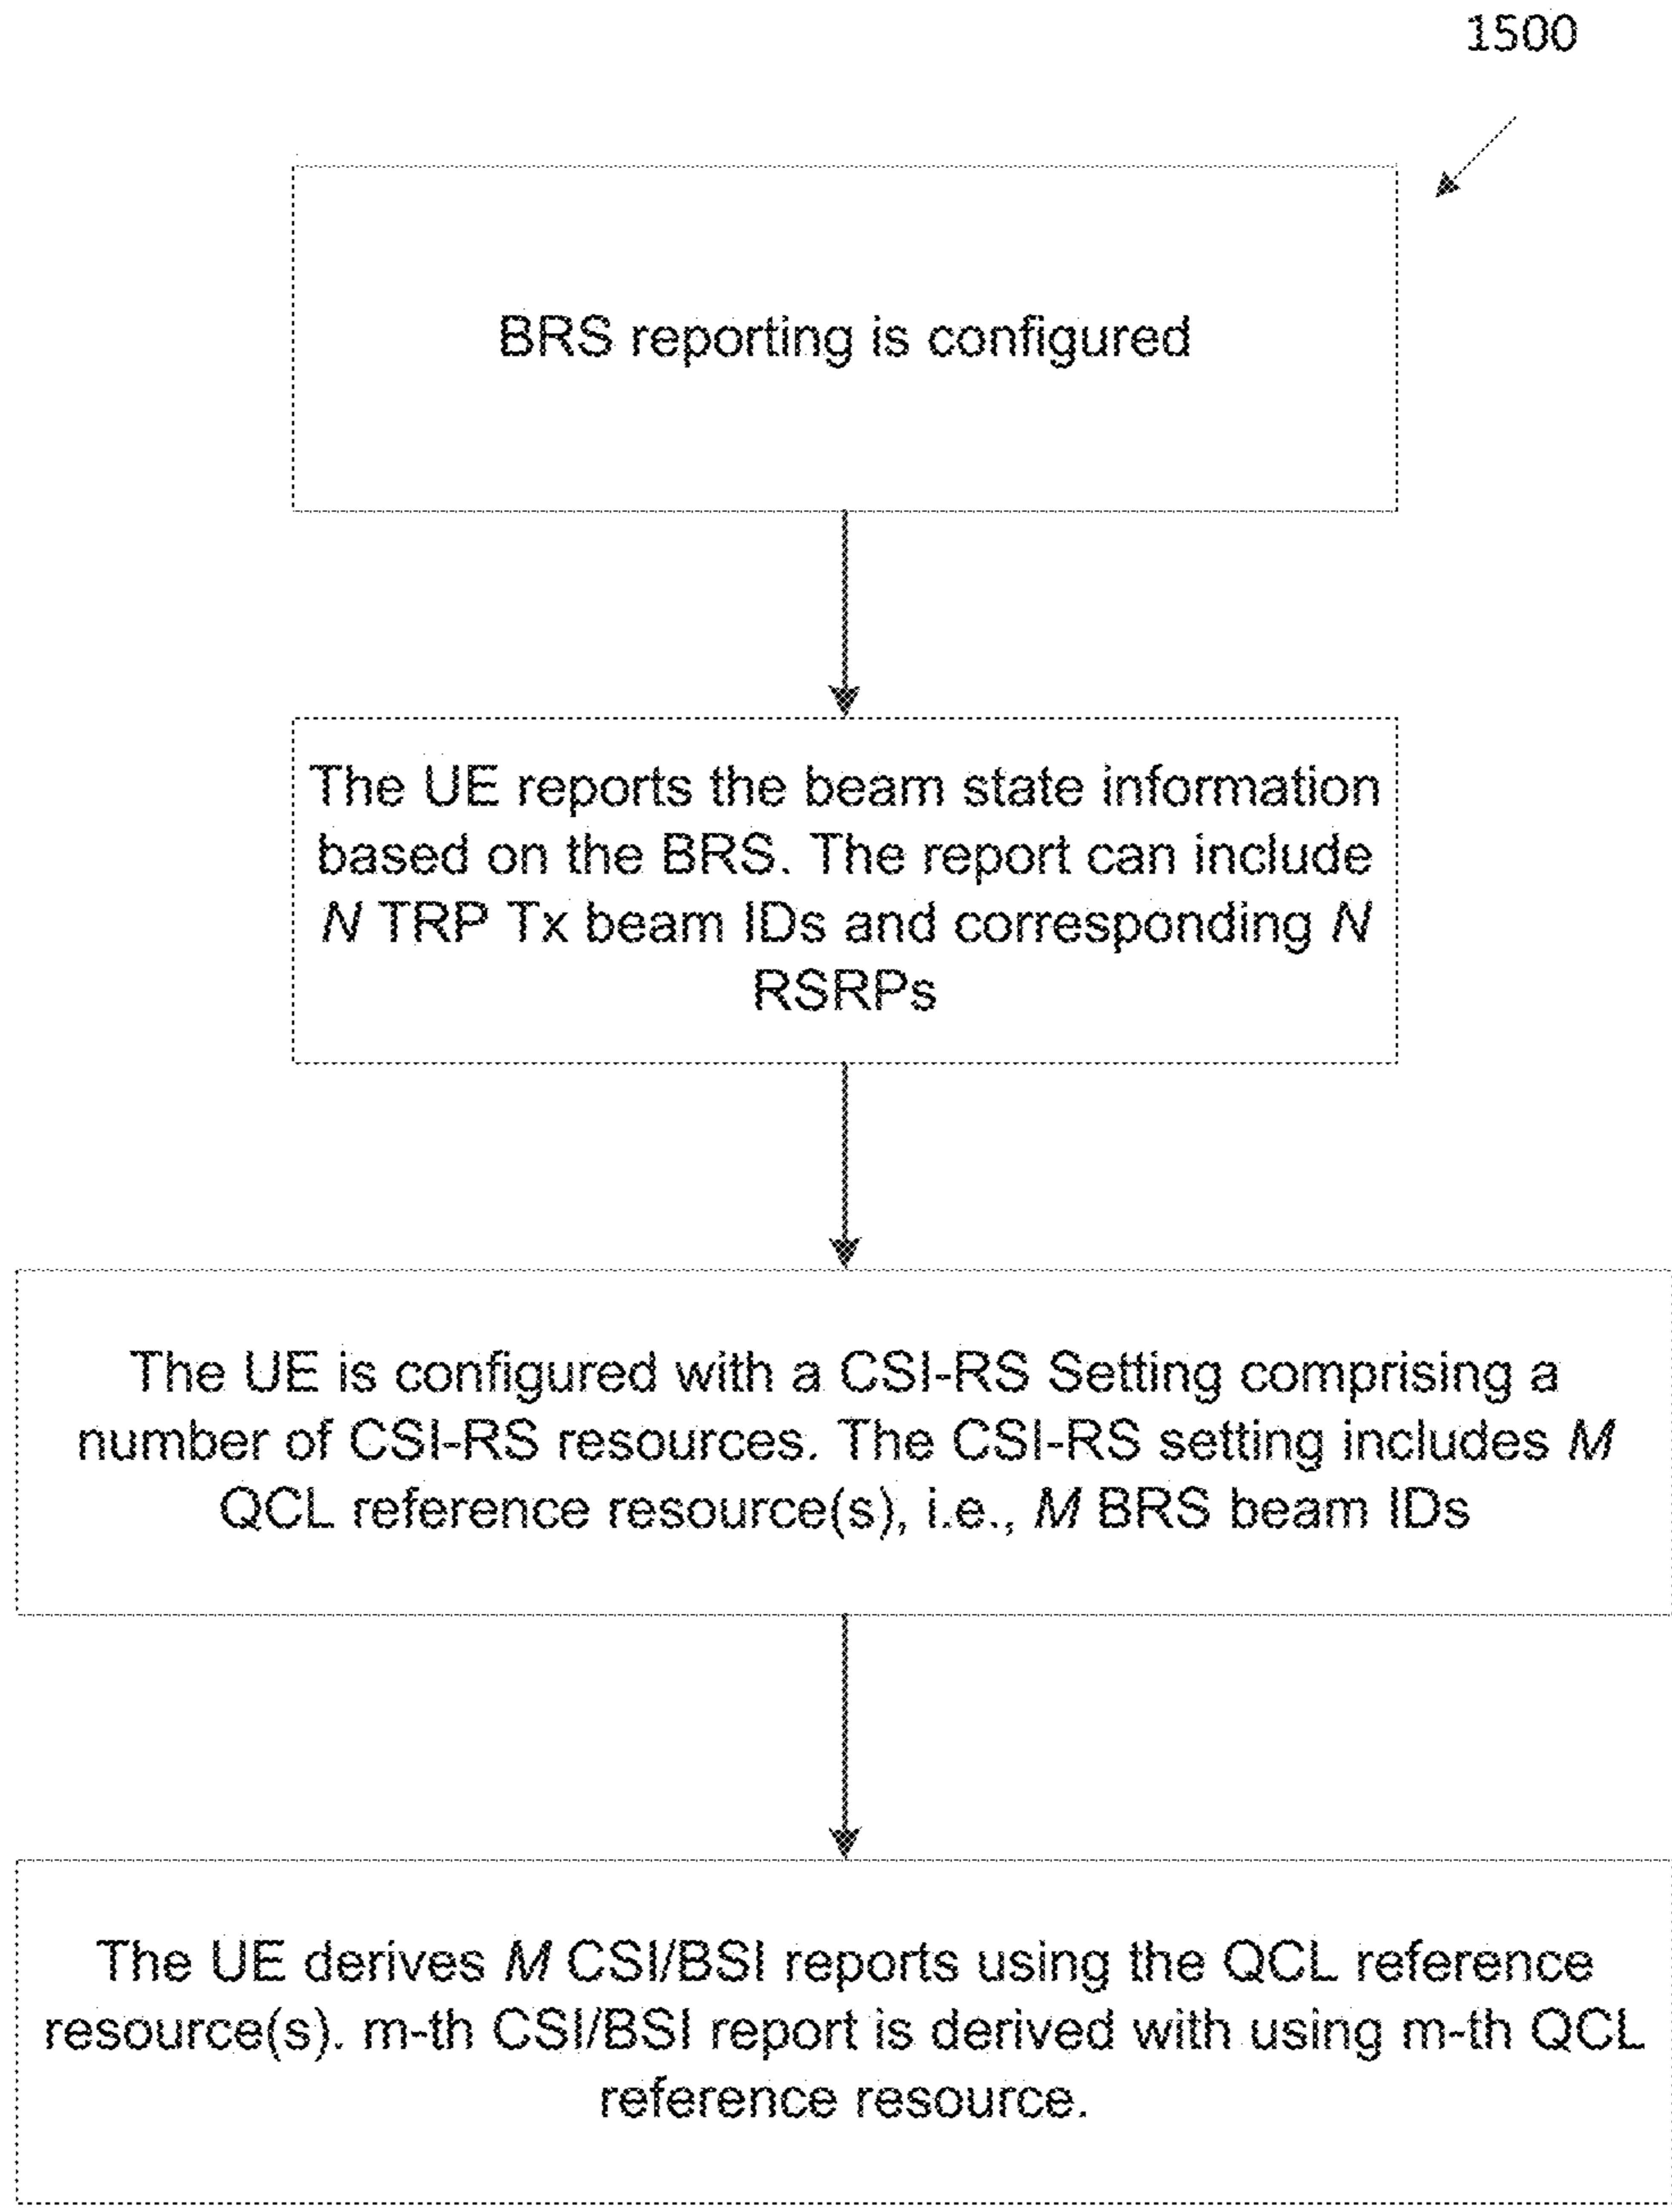 1500
BRS reporting is configured
The UE reports the beam state information
based on the BRS. The report can include
N TRP Tx beam IDs and corresponding N
RSRPs
The UE is configured with a CSI-RS Setting comprising a
number of CSI-RS resources. The CSI-RS setting includes M
QCL reference resource(s), i.e., M BRS beam IDs
The UE derives M CSI/BSI reports using the QCL reference
resource(s). m-th CSI/BSI report is derived with using m-th QCL
reference resource.